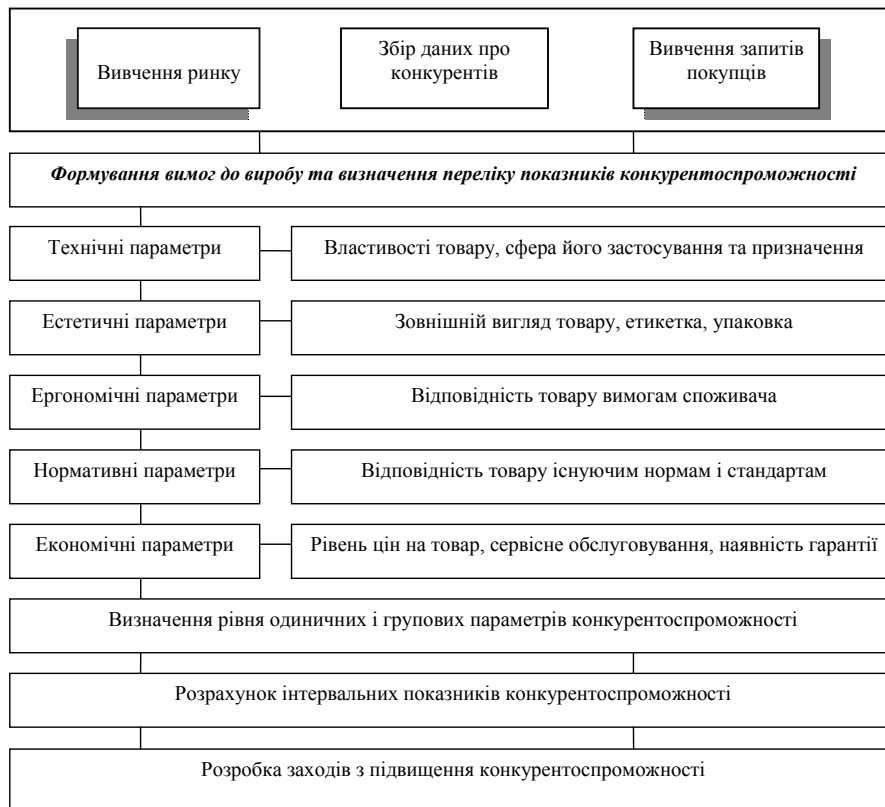 Вивчення ринку
Збір даних про
конкурентів
Вивчення запитів
покупців
Формування вимог до виробу та визначення переліку показників конкурентоспроможності
Технічні параметри
Властивості товару, сфера його застосування та призначення
Естетичні параметри
Зовнішній вигляд товару, етикетка, упаковка
Ергономічні параметри
Відповідність товару вимогам споживача
Нормативні параметри
Відповідність товару існуючим нормам і стандартам
Економічні параметри
Рівень цін на товар, сервісне обслуговування, наявність гарантії
Визначення рівня одиничних і групових параметрів конкурентоспроможності
Розрахунок інтервальних показників конкурентоспроможності
Розробка заходів з підвищення конкурентоспроможності